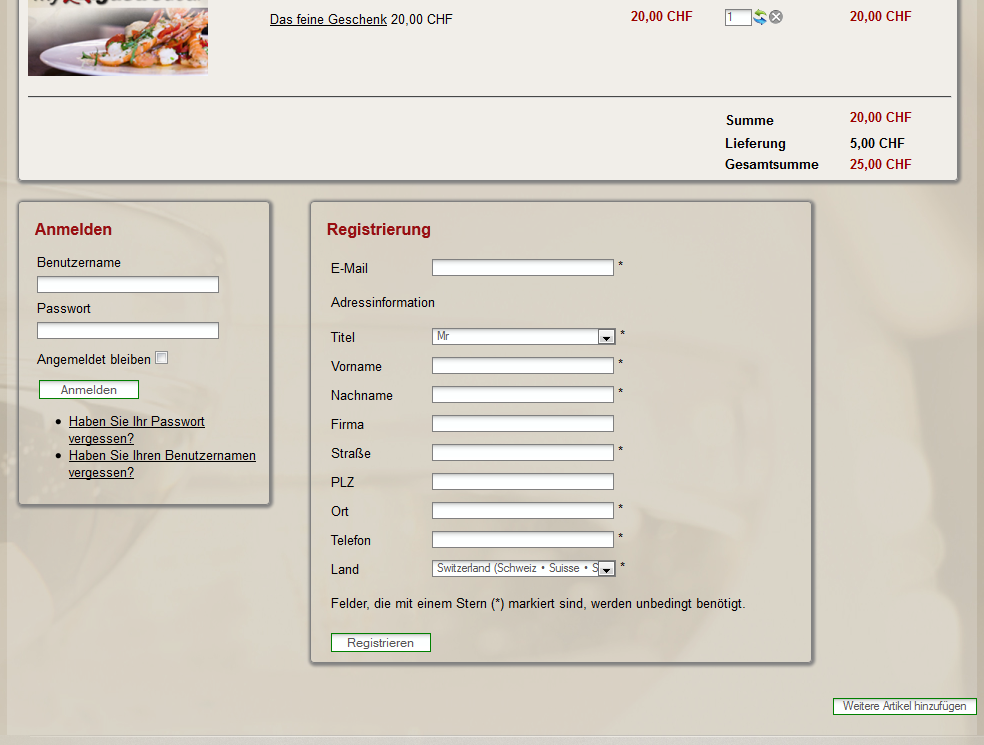 Das feine Geschenk 20,00 CHF 20,00 CHF 1 20,00 CHF
Summe 20,00 CHF
Lieferung 5,00 CHF
Gesamtsumme 25,00 CHF
Anmelden
Benutzername
Passwort
Angemeldet bleiben
Anmelden
• Haben Sie Ihr Passwort
vergessen?
• Haben Sie Ihren Benutzernamen
vergessen?
Registrierung
E-Mail *
Adressinformation
Titel Mr *
Vorname *
Nachname *
Firma
Straße *
PLZ
Ort *
Telefon *
Land Switzerland (Schweiz • Suisse • S *
Felder, die mit einem Stern (*) markiert sind, werden unbedingt benötigt.
Registrieren
Weitere Artikel hinzufügen